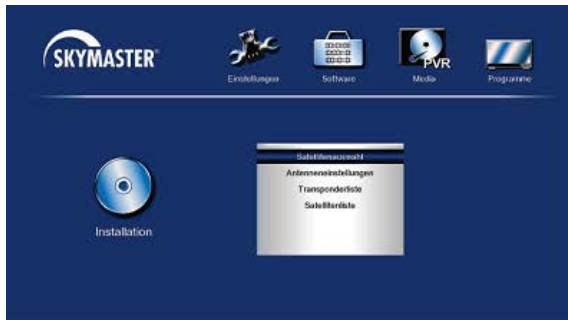 SKYMASTER
PVR
Einstellungen Software Media Programme
Satellitenauswahl
Antenneneinstellungen
Transponderliste
Satellitenliste
Installation